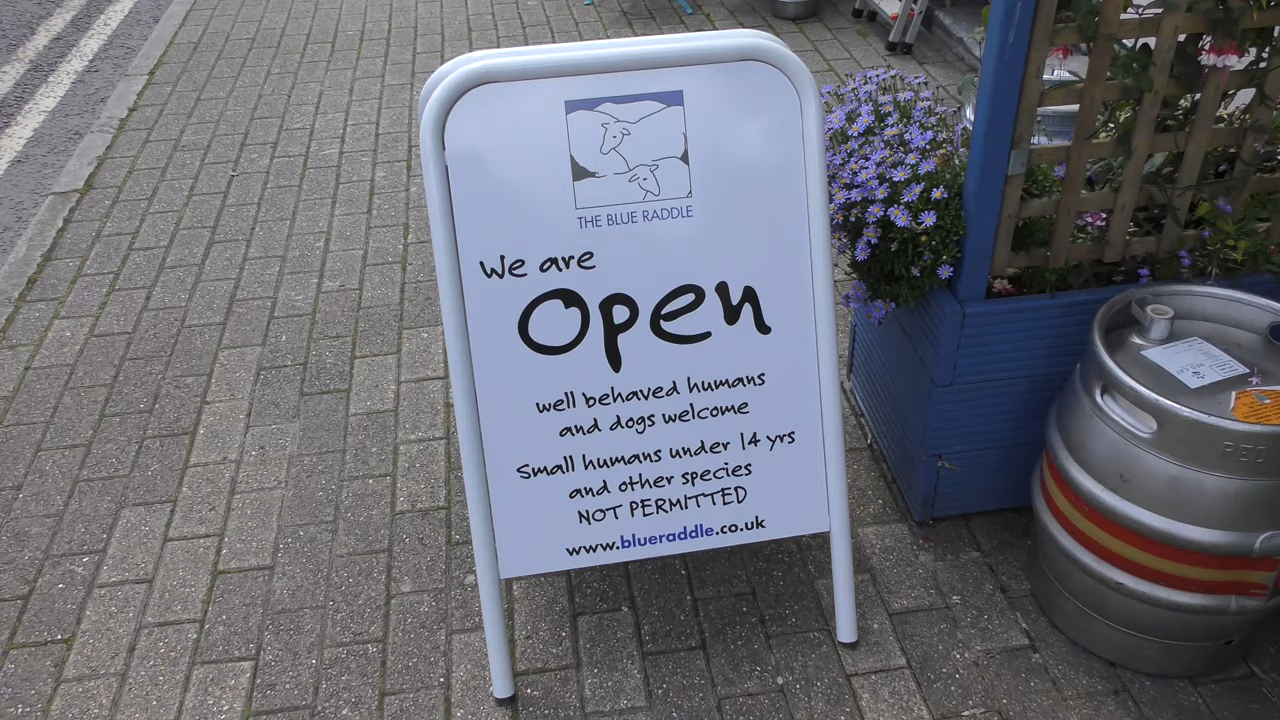 THE BLUE RADDLE
We are
Open
well behaved humans
and dogs welcome
Small humans under 14 yrs
and other species
NOT PERMITTED
www.blueraddle.co.uk